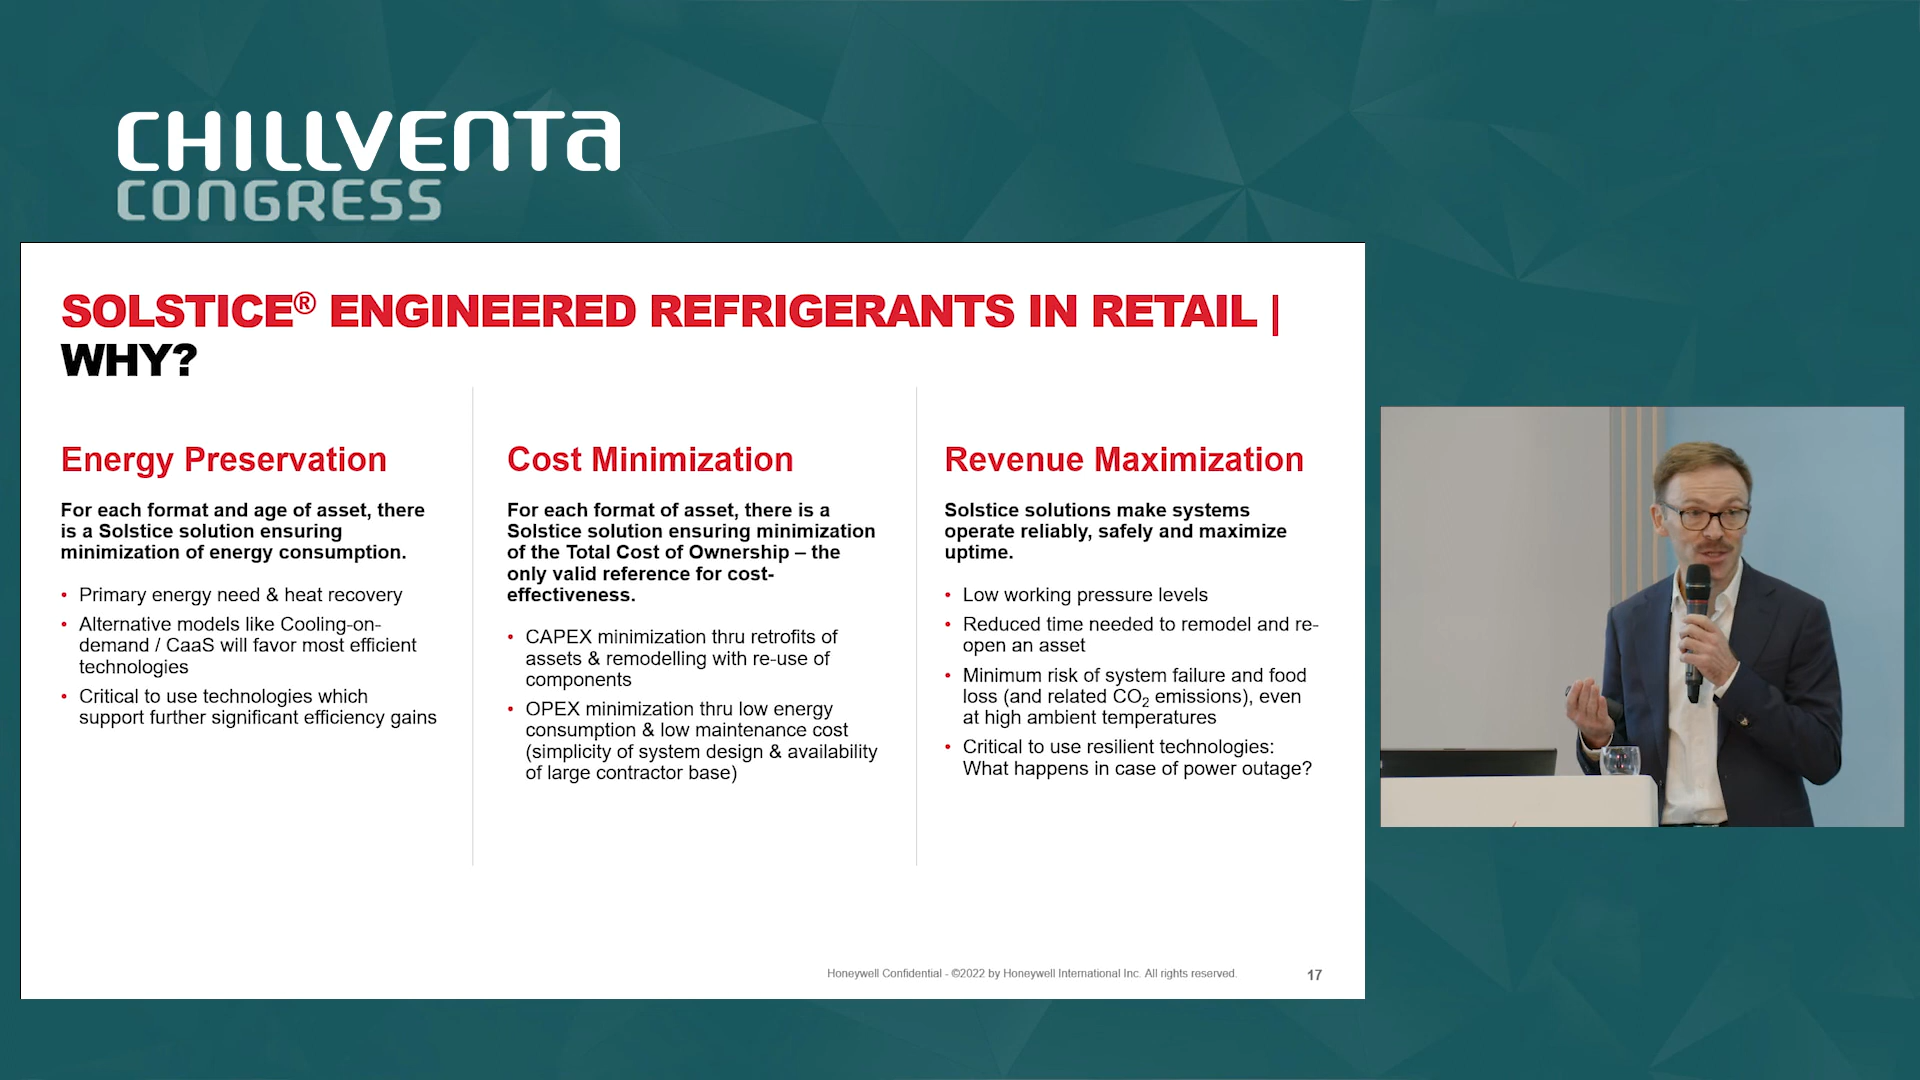 CHILLVENTA
CONGRESS
SOLSTICE® ENGINEERED REFRIGERANTS IN RETAIL |
WHY?
Energy Preservation
For each format and age of asset, there
is a Solstice solution ensuring
minimization of energy consumption.
• Primary energy need & heat recovery
• Alternative models like Cooling-on-
demand / CaaS will favor most efficient
technologies
• Critical to use technologies which
support further significant efficiency gains
Cost Minimization
For each format of asset, there is a
Solstice solution ensuring minimization
of the Total Cost of Ownership – the
only valid reference for cost-
effectiveness.
• CAPEX minimization thru retrofits of
assets & remodelling with re-use of
components
• OPEX minimization thru low energy
consumption & low maintenance cost
(simplicity of system design & availability
of large contractor base)
Revenue Maximization
Solstice solutions make systems
operate reliably, safely and maximize
uptime.
• Low working pressure levels
• Reduced time needed to remodel and re-
open an asset
• Minimum risk of system failure and food
loss (and related CO₂ emissions), even
at high ambient temperatures
• Critical to use resilient technologies:
What happens in case of power outage?
Honeywell Confidential - ©2022 by Honeywell International Inc. All rights reserved.
17